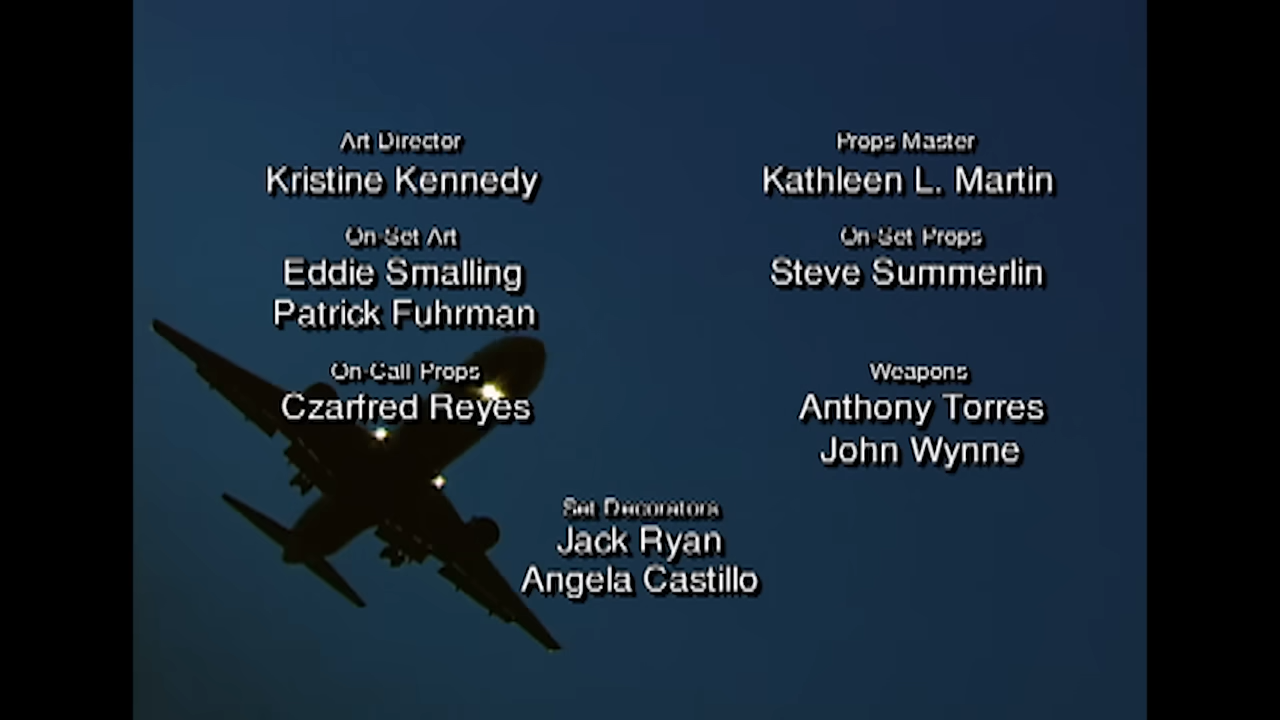 Art Director
Kristine Kennedy
Props Master
Kathleen L. Martin
On-Set Art
Eddie Smalling
Patrick Fuhrman
On-Set Props
Steve Summerlin
On-Call Props
Czarfred Reyes
Weapons
Anthony Torres
John Wynne
Set Decorators
Jack Ryan
Angela Castillo